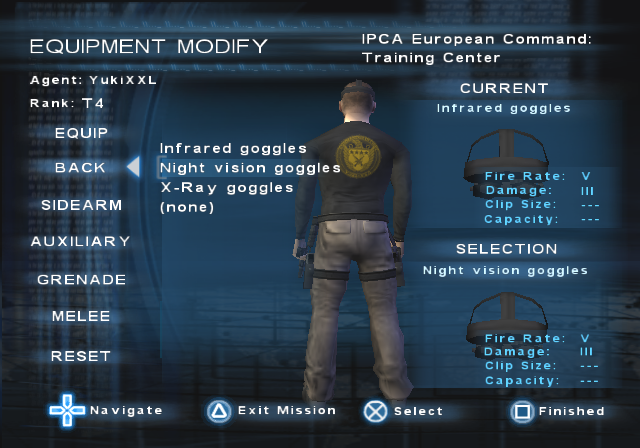 EQUIPMENT MODIFY
IPCA European Command:
Training Center
Agent: YukiXXL
Rank: T4
CURRENT
Infrared goggles
EQUIP
BACK
SIDEARM
AUXILIARY
GRENADE
MELEE
RESET
Infrared goggles
Night vision goggles
X-Ray goggles
(none)
Fire Rate: V
Damage: III
Clip Size: ---
Capacity: ---
SELECTION
Night vision goggles
Fire Rate: V
Damage: III
Clip Size: ---
Capacity: ---
Navigate
Exit Mission
Select
Finished